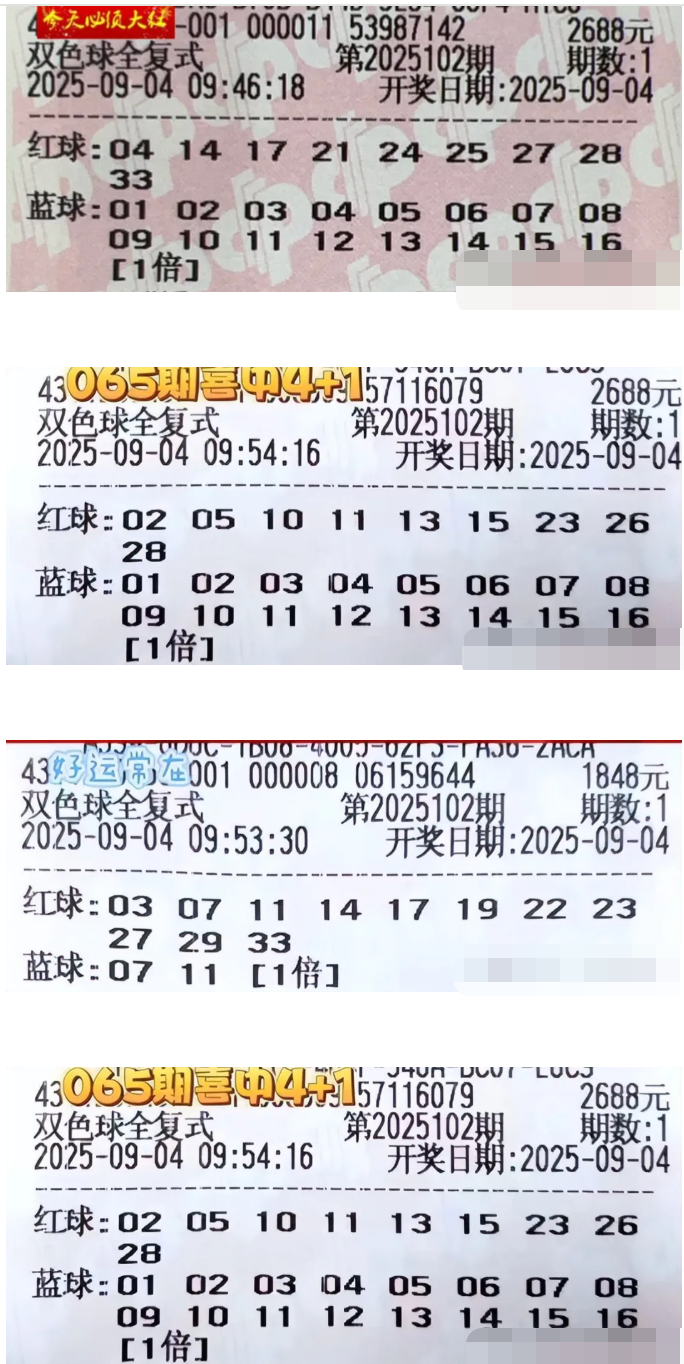 今天必须大红
-001 000011 53987142 2688元
双色球全复式 第2025102期 期数:1
2025-09-04 09:46:18 开奖日期:2025-09-04
红球:04 14 17 21 24 25 27 28
33
蓝球:01 02 03 04 05 06 07 08
09 10 11 12 13 14 15 16
[1倍]
065期喜中4+1
43 57116079 2688元
双色球全复式 第2025102期 期数:1
2025-09-04 09:54:16 开奖日期:2025-09-04
红球:02 05 10 11 13 15 23 26
28
蓝球:01 02 03 04 05 06 07 08
09 10 11 12 13 14 15 16
[1倍]
好运常在
43 001 000008 06159644 1848元
双色球全复式 第2025102期 期数:1
2025-09-04 09:53:30 开奖日期:2025-09-04
红球:03 07 11 14 17 19 22 23
27 29 33
蓝球:07 11 [1倍]
065期喜中4+1
43 57116079 2688元
双色球全复式 第2025102期 期数:1
2025-09-04 09:54:16 开奖日期:2025-09-04
红球:02 05 10 11 13 15 23 26
28
蓝球:01 02 03 04 05 06 07 08
09 10 11 12 13 14 15 16
[1倍]